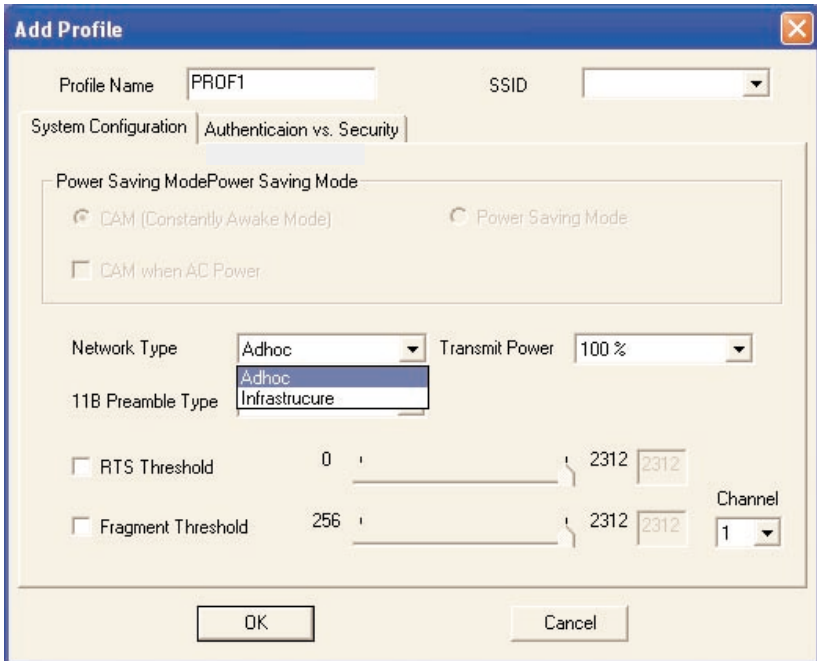 Add Profile
Profile Name PROF1 SSID
System Configuration Authenticaion vs. Security
Power Saving ModePower Saving Mode
CAM (Constantly Awake Mode) Power Saving Mode
CAM when AC Power
Network Type Adhoc Transmit Power 100 %
Adhoc
Infrastrucure
11B Preamble Type
RTS Threshold 0 2312 2312
Fragment Threshold 256 2312 2312
Channel
1
OK Cancel